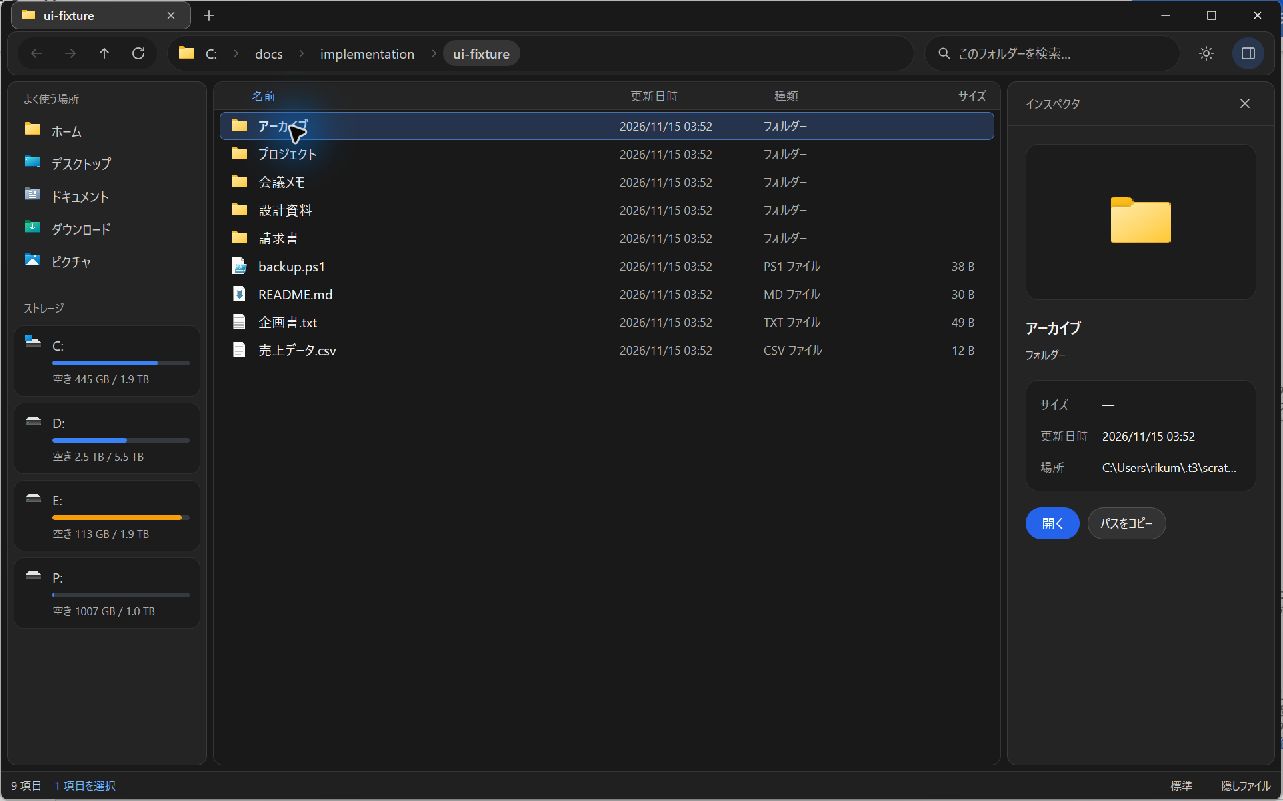 ui-fixture
C:
docs
implementation
ui-fixture
このフォルダーを検索...
よく使う場所
ホーム
デスクトップ
ドキュメント
ダウンロード
ピクチャ
ストレージ
C:
空き 445 GB / 1.9 TB
D:
空き 2.5 TB / 5.5 TB
E:
空き 113 GB / 1.9 TB
P:
空き 1007 GB / 1.0 TB
名前 更新日時 種類 サイズ
アーカイブ 2026/11/15 03:52 フォルダー
プロジェクト 2026/11/15 03:52 フォルダー
会議メモ 2026/11/15 03:52 フォルダー
設計資料 2026/11/15 03:52 フォルダー
請求書 2026/11/15 03:52 フォルダー
backup.ps1 2026/11/15 03:52 PS1 ファイル 38 B
README.md 2026/11/15 03:52 MD ファイル 30 B
企画書.txt 2026/11/15 03:52 TXT ファイル 49 B
売上データ.csv 2026/11/15 03:52 CSV ファイル 12 B
インスペクタ
アーカイブ
フォルダー
サイズ —
更新日時 2026/11/15 03:52
場所 C:\Users\rikum\.t3\scrat...
開く パスをコピー
9 項目 1 項目を選択
標準 隠しファイル